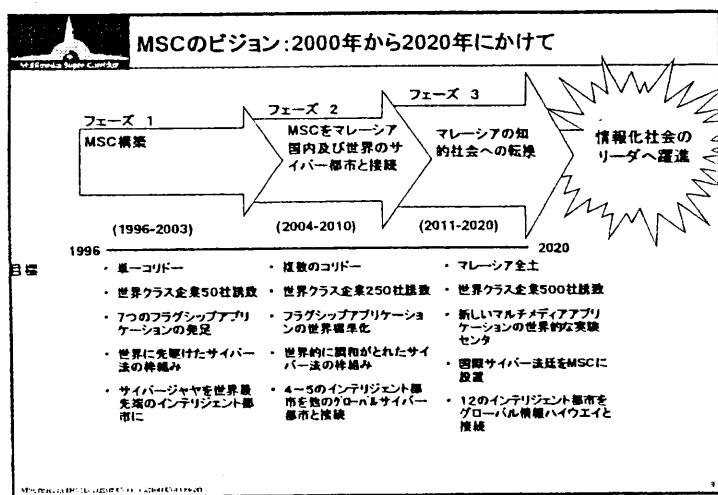 MSCのビジョン:2000年から2020年にかけて
Multimedia Super Corridor
フェーズ 1
MSC構築
フェーズ 2
MSCをマレーシア
国内及び世界のサ
イバー都市と接続
フェーズ 3
マレーシアの知
的社会への転換
情報化社会の
リーダへ躍進
(1996-2003)
(2004-2010)
(2011-2020)
1996
2020
目標
・ 単一コリドー
・ 世界クラス企業50社誘致
・ 7つのフラグシップアプリ
ケーションの発足
・ 世界に先駆けたサイバー
法の枠組み
・ サイバージャヤを世界最
先端のインテリジェント都
市に
・ 複数のコリドー
・ 世界クラス企業250社誘致
・ フラグシップアプリケーショ
ンの世界標準化
・ 世界的に調和がとれたサイ
バー法の枠組み
・ 4～5のインテリジェント都
市を他のグローバルサイバー
都市と接続
・ マレーシア全土
・ 世界クラス企業500社誘致
・ 新しいマルチメディアアプリ
ケーションの世界的な実験
センタ
・ 国際サイバー法廷をMSCに
設置
・ 12のインテリジェント都市を
グローバル情報ハイウエイと
接続